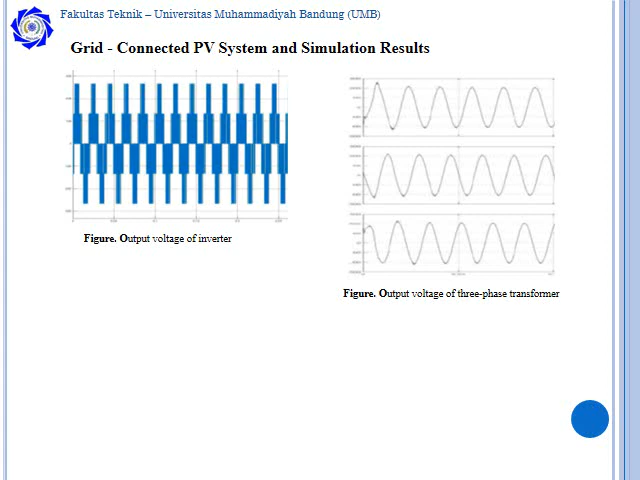 Fakultas Teknik – Universitas Muhammadiyah Bandung (UMB)
Grid - Connected PV System and Simulation Results
Figure. Output voltage of inverter
Figure. Output voltage of three-phase transformer